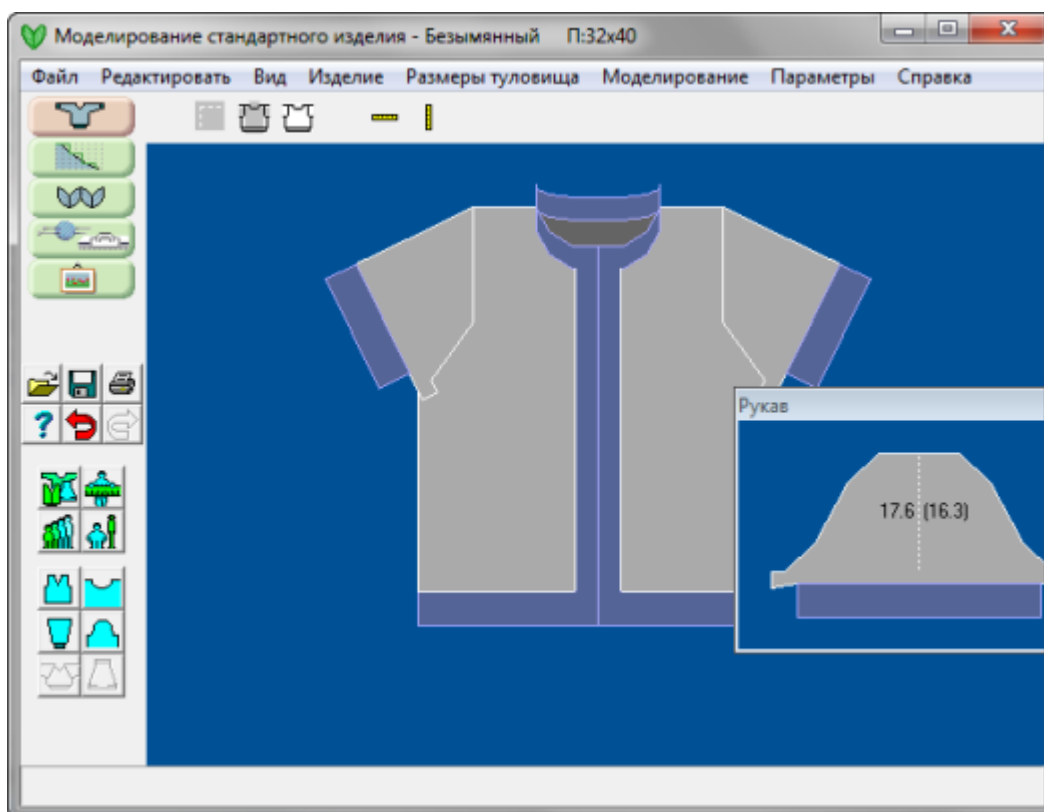 Моделирование стандартного изделия - Безымянный П:32x40
Файл Редактировать Вид Изделие Размеры туловища Моделирование Параметры Справка
Рукав
17.6 (16.3)